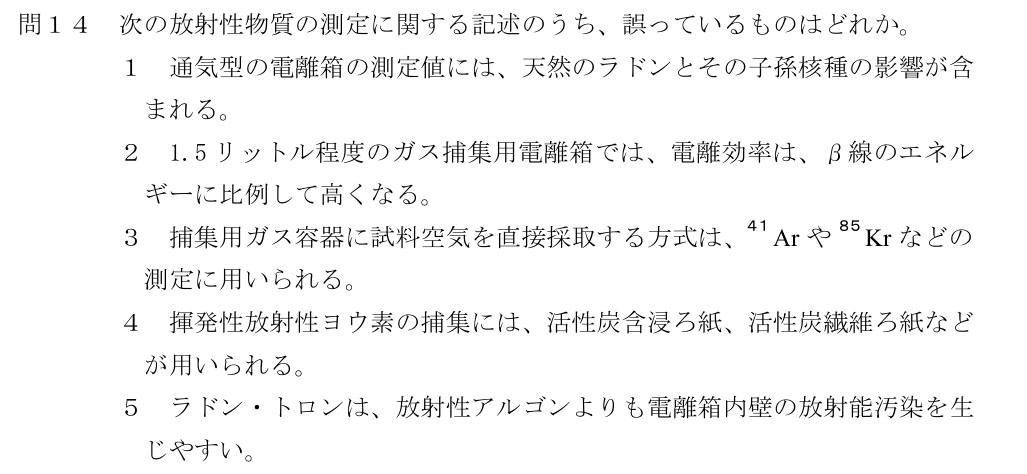 問１４　次の放射性物質の測定に関する記述のうち、誤っているものはどれか。
１　通気型の電離箱の測定値には、天然のラドンとその子孫核種の影響が含
まれる。
２　1.5リットル程度のガス捕集用電離箱では、電離効率は、β線のエネル
ギーに比例して高くなる。
３　捕集用ガス容器に試料空気を直接採取する方式は、⁴¹Arや⁸⁵Krなどの
測定に用いられる。
４　揮発性放射性ヨウ素の捕集には、活性炭含浸ろ紙、活性炭繊維ろ紙など
が用いられる。
５　ラドン・トロンは、放射性アルゴンよりも電離箱内壁の放射能汚染を生
じやすい。